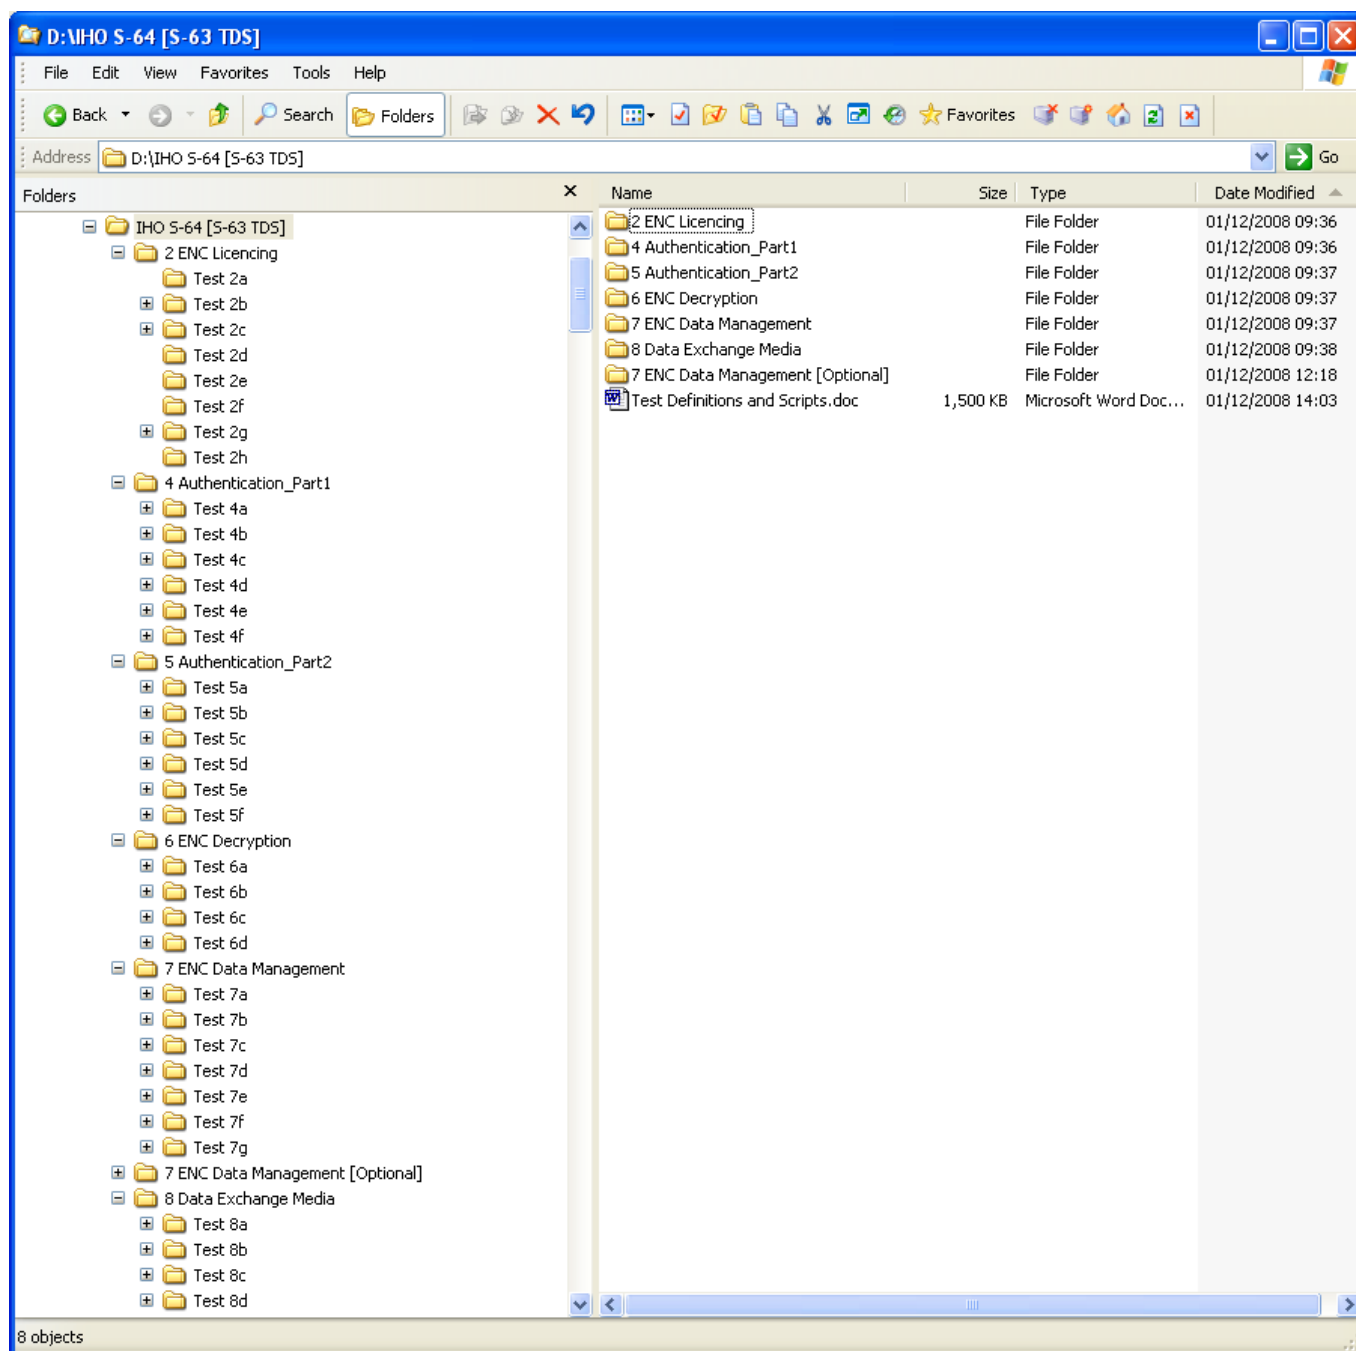 D:\IHO S-64 [S-63 TDS]
File Edit View Favorites Tools Help
Back Search Folders Favorites
Address D:\IHO S-64 [S-63 TDS] Go
Folders
IHO S-64 [S-63 TDS]
2 ENC Licencing
Test 2a
Test 2b
Test 2c
Test 2d
Test 2e
Test 2f
Test 2g
Test 2h
4 Authentication_Part1
Test 4a
Test 4b
Test 4c
Test 4d
Test 4e
Test 4f
5 Authentication_Part2
Test 5a
Test 5b
Test 5c
Test 5d
Test 5e
Test 5f
6 ENC Decryption
Test 6a
Test 6b
Test 6c
Test 6d
7 ENC Data Management
Test 7a
Test 7b
Test 7c
Test 7d
Test 7e
Test 7f
Test 7g
7 ENC Data Management [Optional]
8 Data Exchange Media
Test 8a
Test 8b
Test 8c
Test 8d
Name Size Type Date Modified
2 ENC Licencing File Folder 01/12/2008 09:36
4 Authentication_Part1 File Folder 01/12/2008 09:36
5 Authentication_Part2 File Folder 01/12/2008 09:37
6 ENC Decryption File Folder 01/12/2008 09:37
7 ENC Data Management File Folder 01/12/2008 09:37
8 Data Exchange Media File Folder 01/12/2008 09:38
7 ENC Data Management [Optional] File Folder 01/12/2008 12:18
Test Definitions and Scripts.doc 1,500 KB Microsoft Word Doc... 01/12/2008 14:03
8 objects